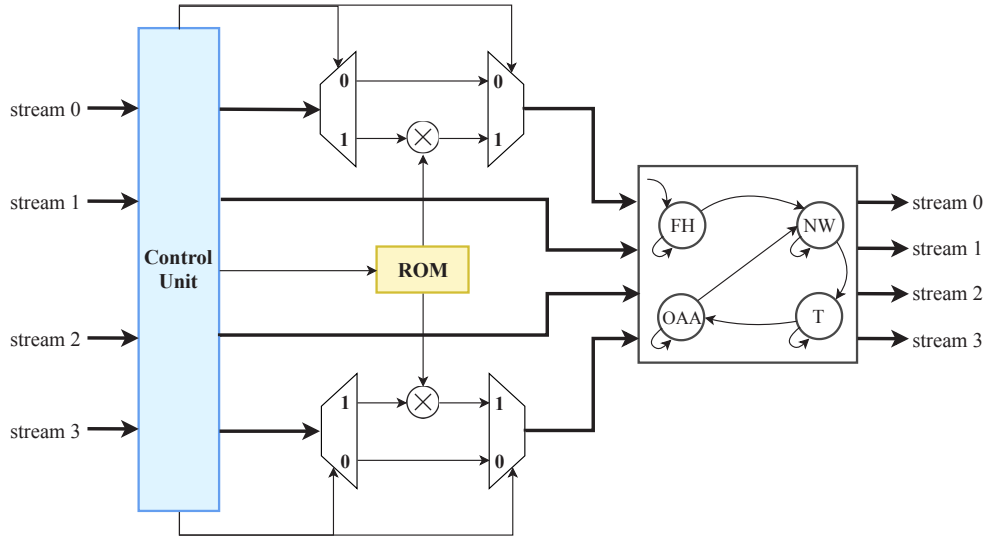 0
0
stream 0
1
1
stream 1
stream 0
FH
NW
stream 1
Control
Unit
ROM
stream 2
OAA
T
stream 2
stream 3
1
1
stream 3
0
0